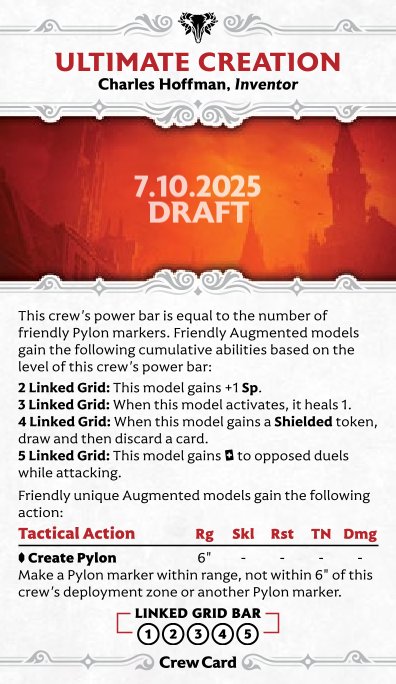 ULTIMATE CREATION
Charles Hoffman, Inventor
7.10.2025
DRAFT
This crew's power bar is equal to the number of
friendly Pylon markers. Friendly Augmented models
gain the following cumulative abilities based on the
level of this crew's power bar:
2 Linked Grid: This model gains +1 Sp.
3 Linked Grid: When this model activates, it heals 1.
4 Linked Grid: When this model gains a Shielded token,
draw and then discard a card.
5 Linked Grid: This model gains to opposed duels
while attacking.
Friendly unique Augmented models gain the following
action:
Tactical Action Rg Skl Rst TN Dmg
Create Pylon 6" - - - -
Make a Pylon marker within range, not within 6" of this
crew's deployment zone or another Pylon marker.
LINKED GRID BAR
1 2 3 4 5
Crew Card